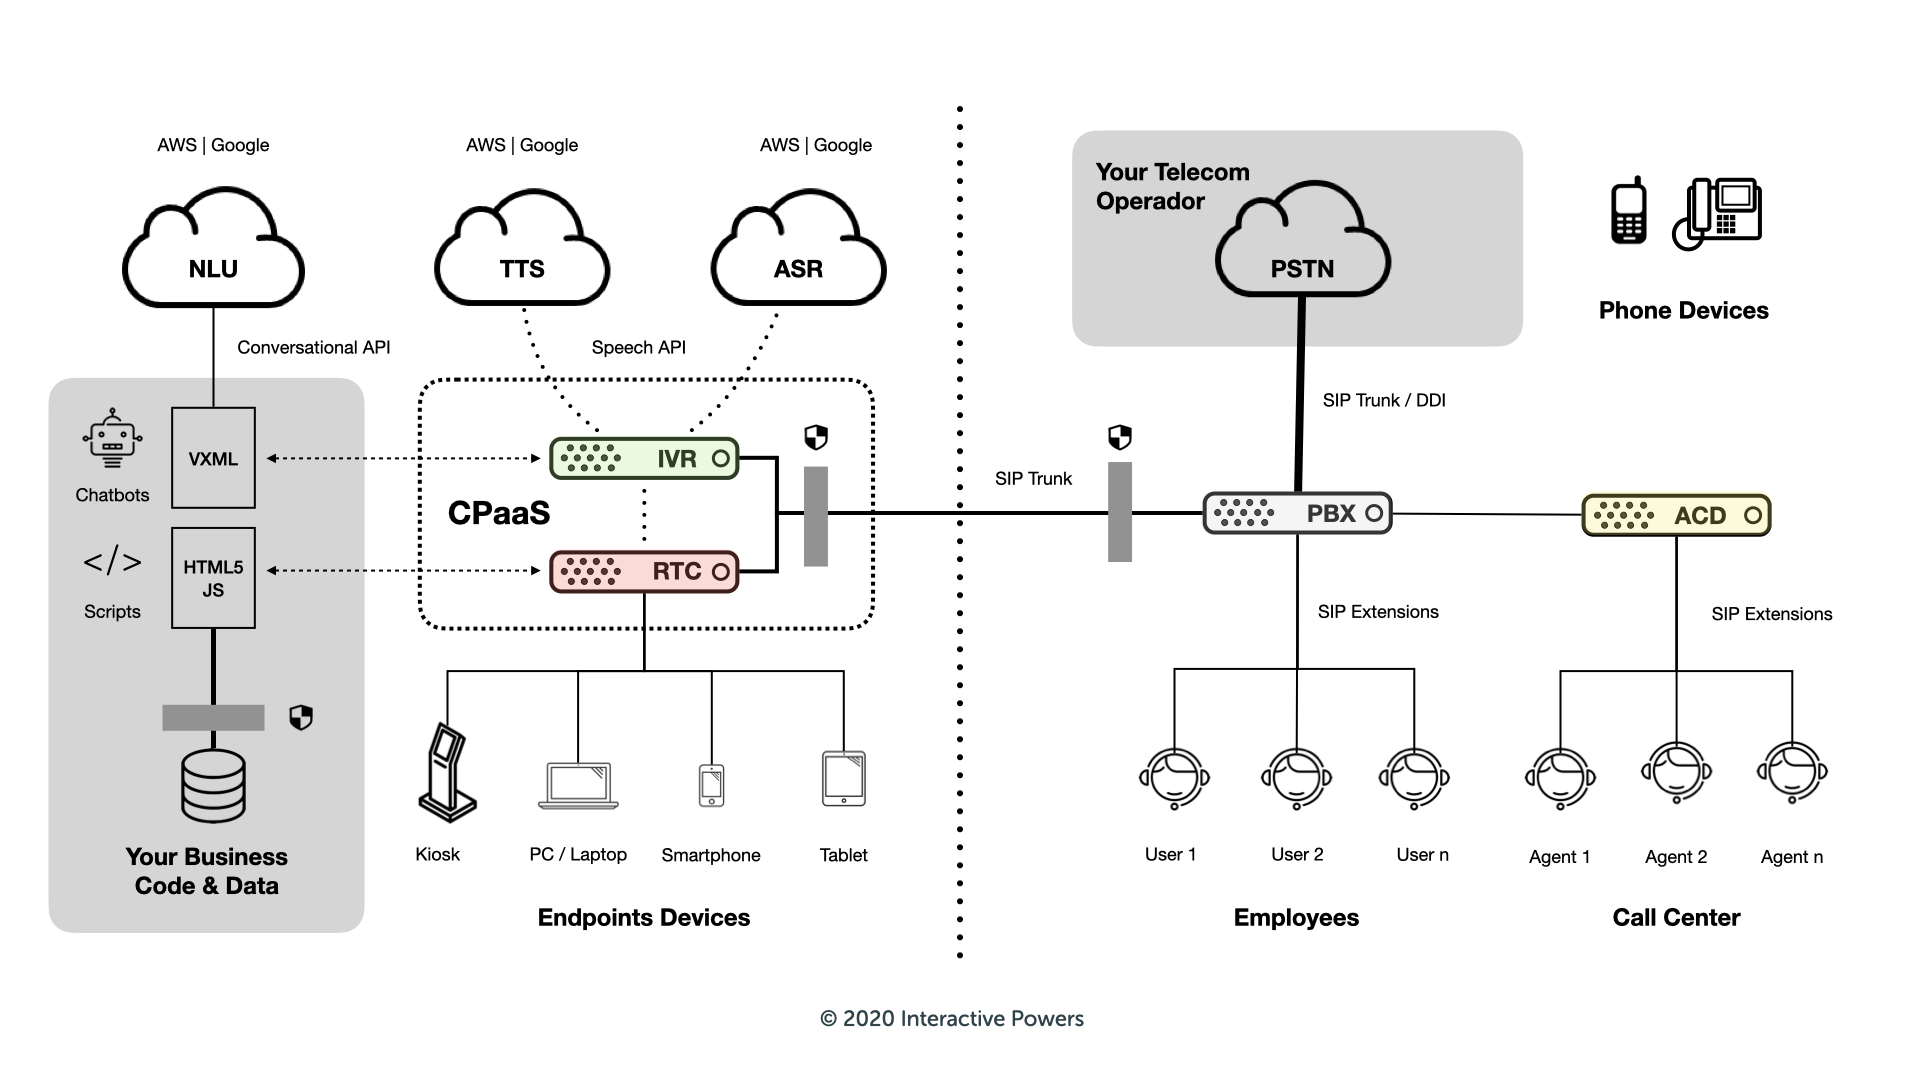 AWS | Google
AWS | Google
AWS | Google
NLU
TTS
ASR
Conversational API
Speech API
Chatbots
VXML
</>
Scripts
HTML5
JS
Your Business
Code & Data
CPaaS
IVR
RTC
Kiosk
PC / Laptop
Smartphone
Tablet
Endpoints Devices
SIP Trunk
Your Telecom
Operador
PSTN
Phone Devices
SIP Trunk / DDI
PBX
ACD
SIP Extensions
SIP Extensions
User 1
User 2
User n
Employees
Agent 1
Agent 2
Agent n
Call Center
© 2020 Interactive Powers